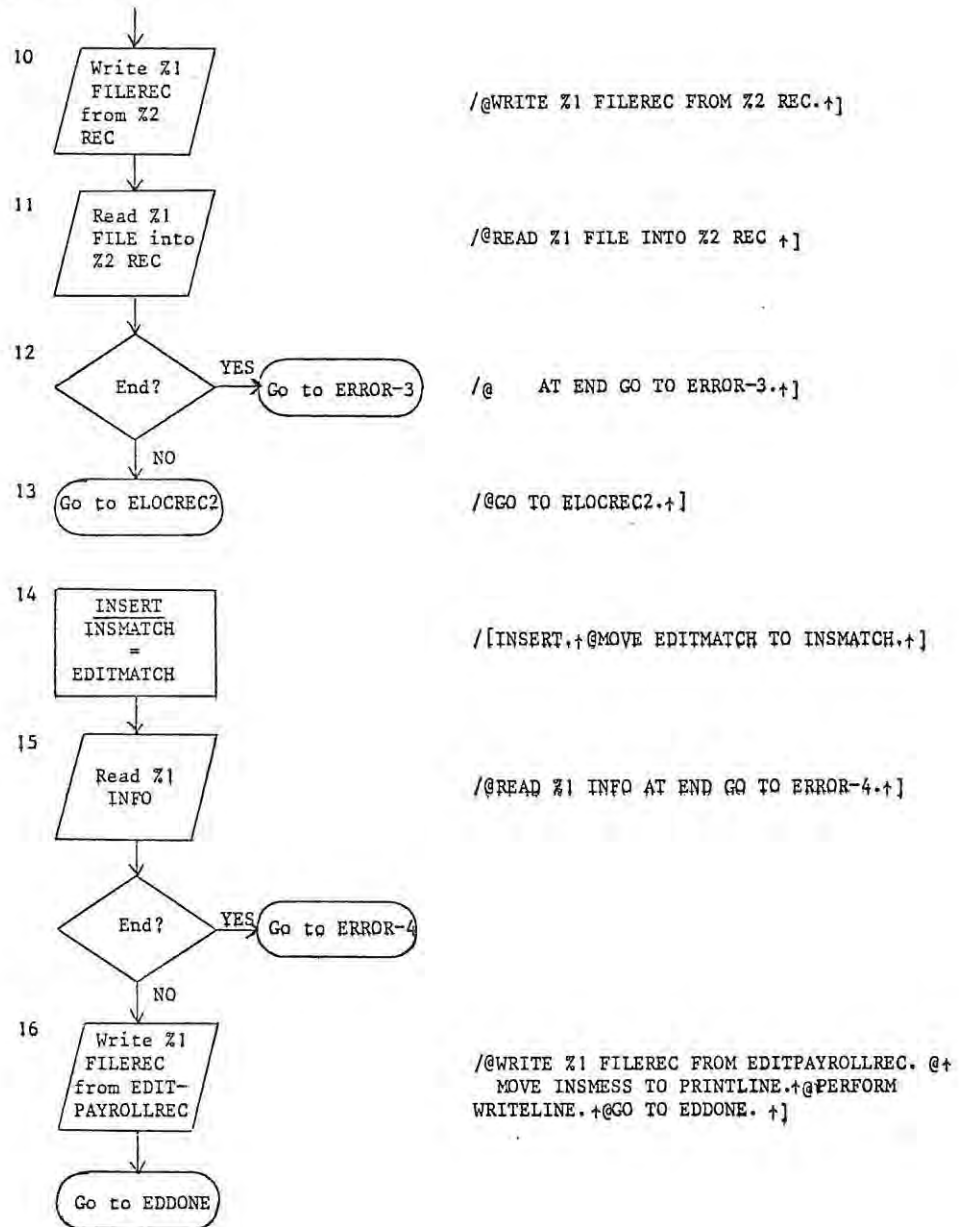 10
Write %1
FILEREC
from %2
REC
/@WRITE %1 FILEREC FROM %2 REC.↑]
11
Read %1
FILE into
%2 REC
/@READ %1 FILE INTO %2 REC ↑]
12
End?
YES
Go to ERROR-3
/@ AT END GO TO ERROR-3.↑]
NO
13
Go to ELOCREC2
/@GO TO ELOCREC2.↑]
14
INSERT
INSMATCH
=
EDITMATCH
/[INSERT.↑@MOVE EDITMATCH TO INSMATCH.↑]
15
Read %1
INFO
/@READ %1 INFO AT END GO TO ERROR-4.↑]
End?
YES
Go to ERROR-4
NO
16
Write %1
FILEREC
from EDIT-
PAYROLLREC
/@WRITE %1 FILEREC FROM EDITPAYROLLREC. @↑
MOVE INSMESS TO PRINTLINE.↑@PERFORM
WRITELINE. ↑@GO TO EDDONE. ↑]
Go to EDDONE